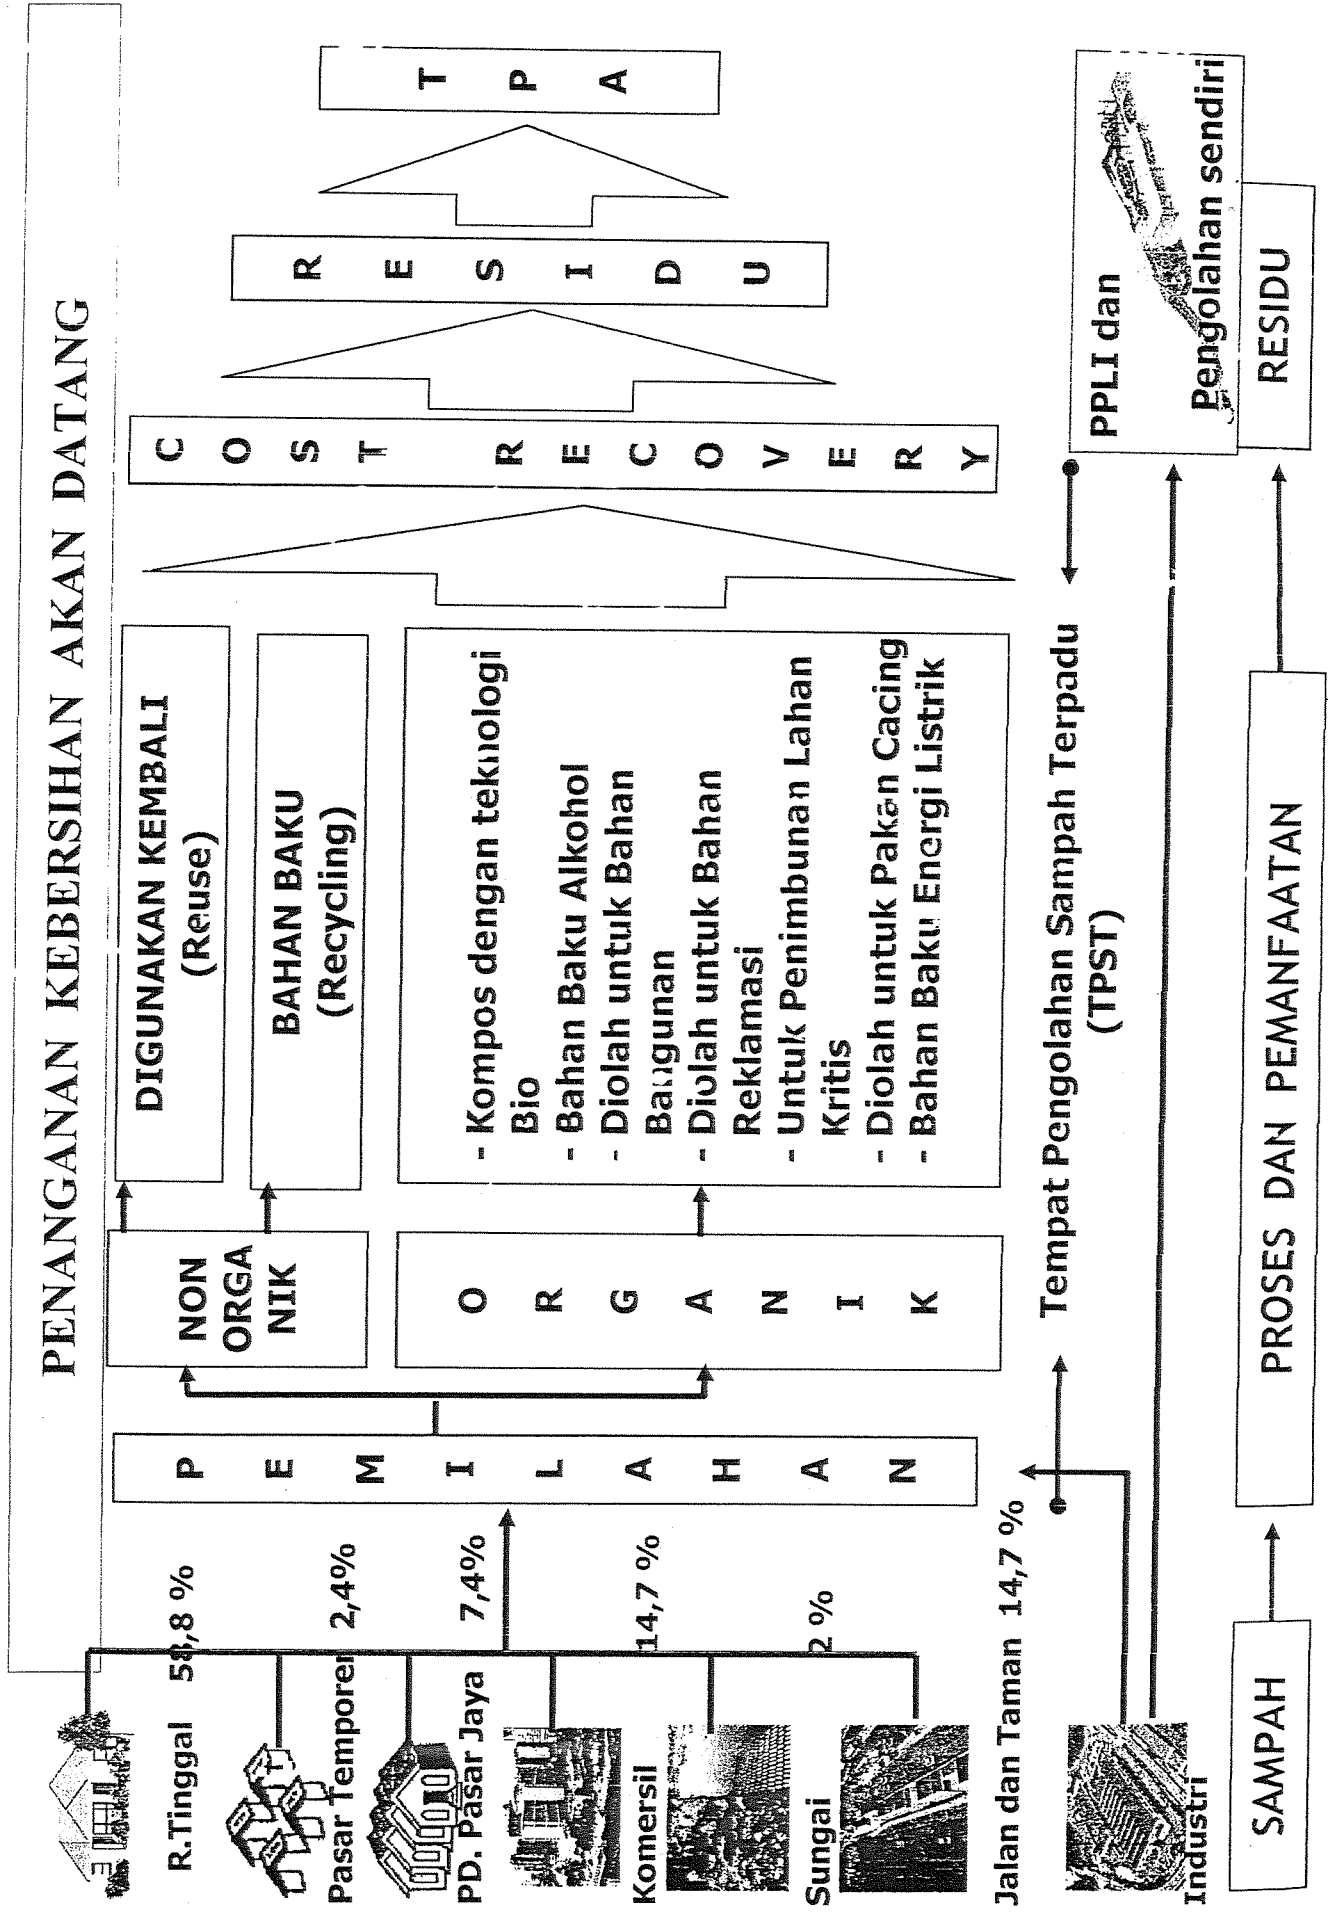 PENANGANAN KEBERSIHAN AKAN DATANG
R.Tinggal 58,8 %
Pasar Temporer 2,4%
PD. Pasar Jaya 7,4%
Komersil 14,7 %
Sungai 2 %
Jalan dan Taman 14,7 %
Industri
PEMILAHAN
NON
ORGA
NIK
ORGANIK
DIGUNAKAN KEMBALI
(Reuse)
BAHAN BAKU
(Recycling)
- Kompos dengan teknologi
Bio
- Bahan Baku Alkohol
- Diolah untuk Bahan
Bangunan
- Diolah untuk Bahan
Reklamasi
- Untuk Penimbunan Lahan
Kritis
- Diolah untuk Pakan Cacing
- Bahan Baku Energi Listrik
COST RECOVERY
RESIDU
TPA
Tempat Pengolahan Sampah Terpadu
(TPST)
PPLI dan
Pengolahan sendiri
SAMPAH
PROSES DAN PEMANFAATAN
RESIDU